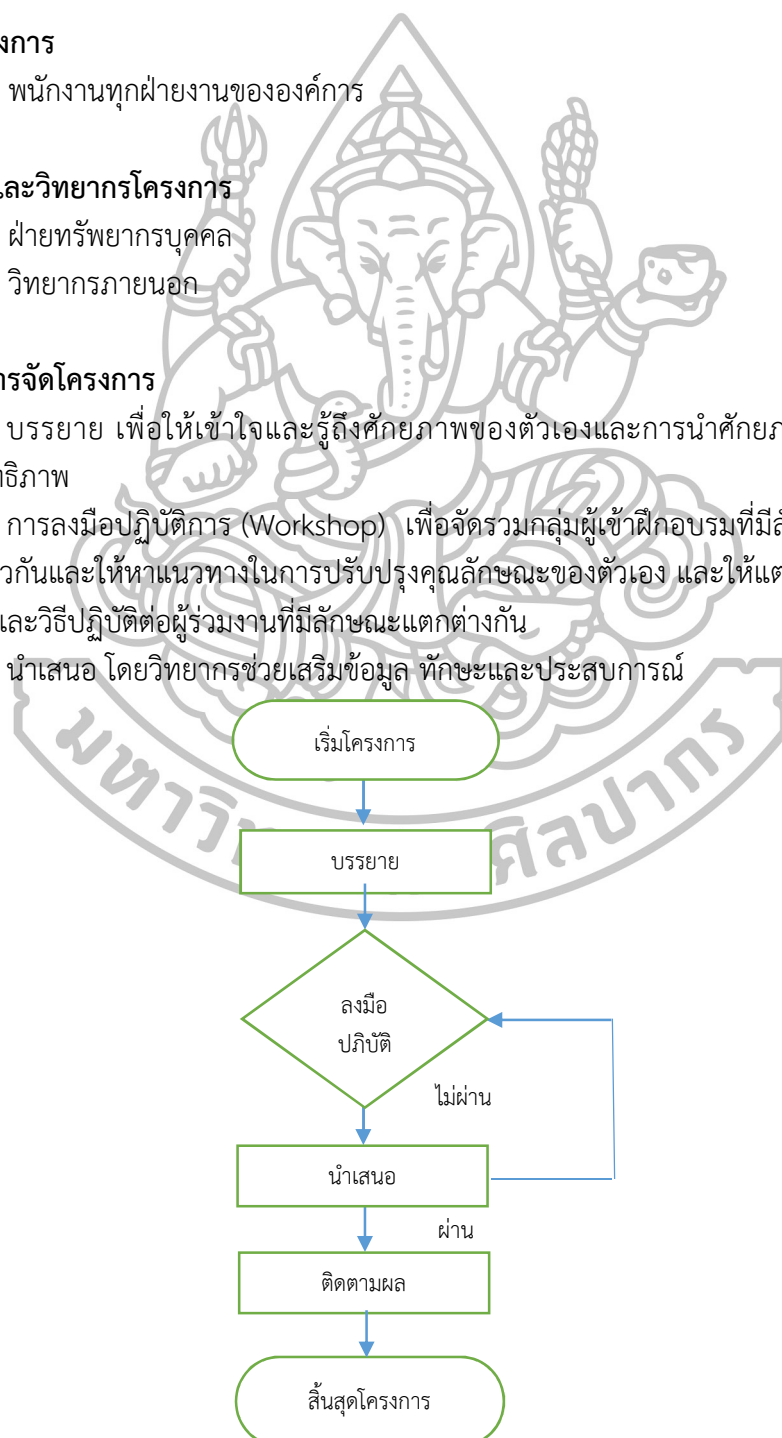 งการ
พนักงานทุกฝ่ายงานขององค์การ
และวิทยากรโครงการ
ฝ่ายทรัพยากรบุคคล
วิทยากรภายนอก
ารจัดโครงการ
บรรยาย เพื่อให้เข้าใจและรู้ถึงศักยภาพของตัวเองและการนำศักยภ
ทธิภาพ
การลงมือปฏิบัติการ (Workshop) เพื่อจัดรวมกลุ่มผู้เข้าฝึกอบรมที่มีลั
วกันและให้หาแนวทางในการปรับปรุงคุณลักษณะของตัวเอง และให้แต
และวิธีปฏิบัติต่อผู้ร่วมงานที่มีลักษณะแตกต่างกัน
นำเสนอ โดยวิทยากรช่วยเสริมข้อมูล ทักษะและประสบการณ์
เริ่มโครงการ
บรรยาย
ลงมือ
ปภิบัติ
ไม่ผ่าน
นำเสนอ
ผ่าน
ติดตามผล
สิ้นสุดโครงการ